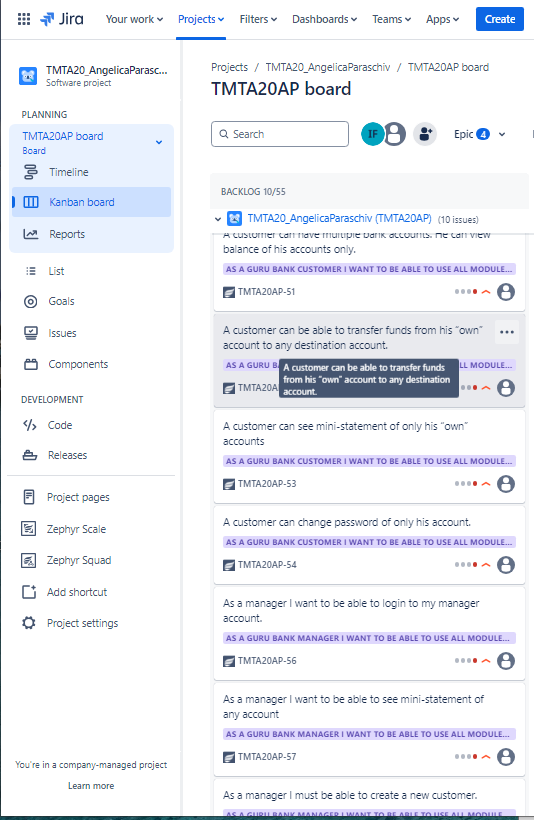 Jira
Your work
Projects
Filters
Dashboards
Teams
Apps
Create
TMTA20_AngelicaParasc...
Software project
PLANNING
TMTA20AP board
Board
Timeline
Kanban board
Reports
List
Goals
Issues
Components
DEVELOPMENT
Code
Releases
Project pages
Zephyr Scale
Zephyr Squad
Add shortcut
Project settings
You're in a company-managed project
Learn more
Projects / TMTA20_AngelicaParaschiv / TMTA20AP board
TMTA20AP board
Search
IF
Epic 4
BACKLOG 10/55
TMTA20_AngelicaParaschiv (TMTA20AP) (10 issues)
A customer can have multiple bank accounts. He can view
balance of his accounts only.
AS A GURU BANK CUSTOMER I WANT TO BE ABLE TO USE ALL MODULE...
TMTA20AP-51
A customer can be able to transfer funds from his “own”
account to any destination account.
AS A GURU BA
LL MODULE...
TMTA20A
A customer can be able to transfer funds
from his “own” account to any destination
account.
A customer can see mini-statement of only his “own”
accounts
AS A GURU BANK CUSTOMER I WANT TO BE ABLE TO USE ALL MODULE...
TMTA20AP-53
A customer can change password of only his account.
AS A GURU BANK CUSTOMER I WANT TO BE ABLE TO USE ALL MODULE...
TMTA20AP-54
As a manager I want to be able to login to my manager
account.
AS A GURU BANK MANAGER I WANT TO BE ABLE TO USE ALL MODULE...
TMTA20AP-56
As a manager I want to be able to see mini-statement of
any account
AS A GURU BANK MANAGER I WANT TO BE ABLE TO USE ALL MODULE...
TMTA20AP-57
As a manager I must be able to create a new customer.
AS A GURU BANK MANAGER I WANT TO BE ABLE TO USE ALL MODULE...